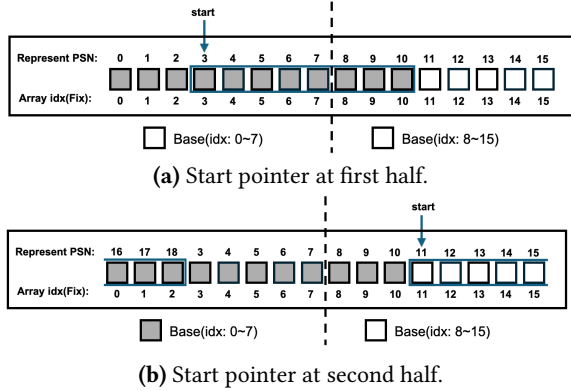 start
Represent PSN: 0 1 2 3 4 5 6 7 8 9 10 11 12 13 14 15
Array idx(Fix): 0 1 2 3 4 5 6 7 8 9 10 11 12 13 14 15
Base(idx: 0~7) Base(idx: 8~15)
(a) Start pointer at first half.
start
Represent PSN: 16 17 18 3 4 5 6 7 8 9 10 11 12 13 14 15
Array idx(Fix): 0 1 2 3 4 5 6 7 8 9 10 11 12 13 14 15
Base(idx: 0~7) Base(idx: 8~15)
(b) Start pointer at second half.